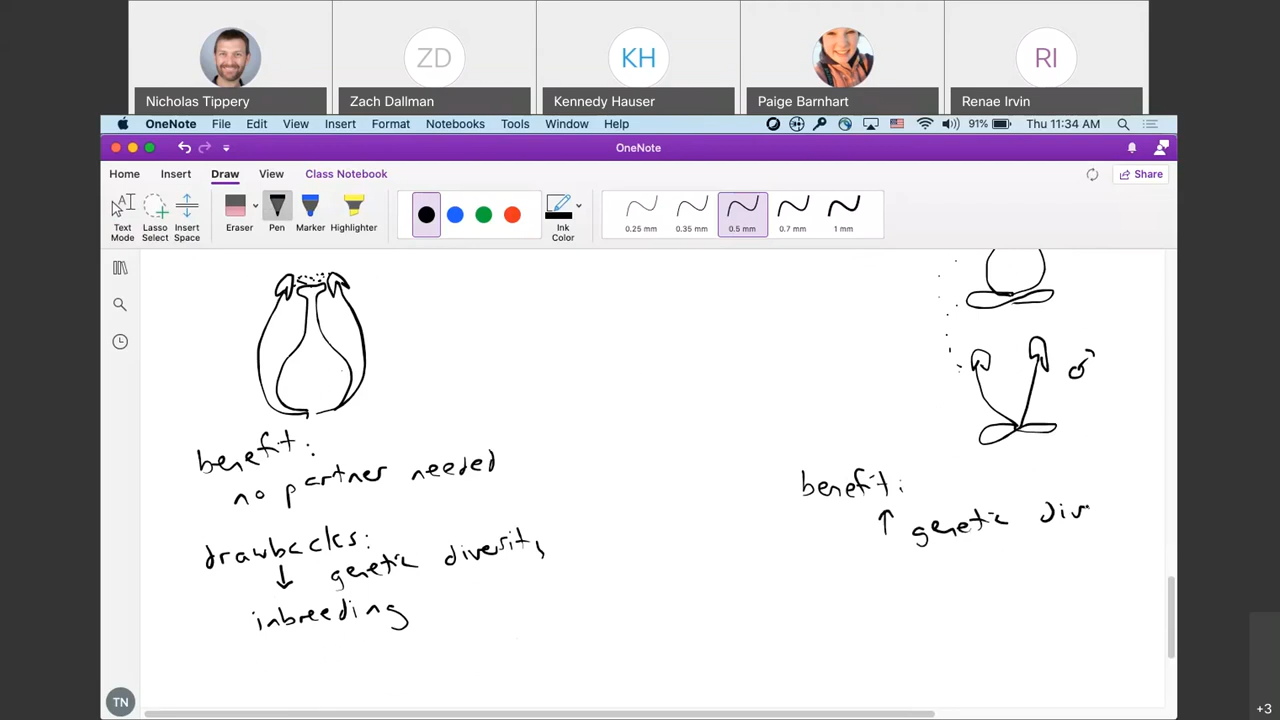 ZD
KH
RI
Nicholas Tippery
Zach Dallman
Kennedy Hauser
Paige Barnhart
Renae Irvin
OneNote File Edit View Insert Format Notebooks Tools Window Help 91% Thu 11:34 AM
OneNote
Home Insert Draw View Class Notebook Share
Text Mode
Lasso Select
Insert Space
Eraser
Pen
Marker
Highlighter
Ink Color
0.25 mm
0.35 mm
0.5 mm
0.7 mm
1 mm
♂
benefit:
no partner needed
drawbacks:
↓ genetic diversity
inbreeding
benefit:
↑ genetic div
TN
+3